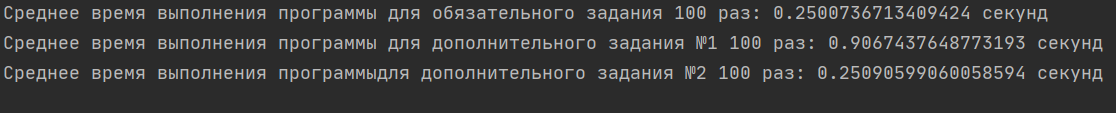 Среднее время выполнения программы для обязательного задания 100 раз: 0.2500736713409424 секунд
Среднее время выполнения программы для дополнительного задания №1 100 раз: 0.9067437648773193 секунд
Среднее время выполнения программыдля дополнительного задания №2 100 раз: 0.25090599060058594 секунд